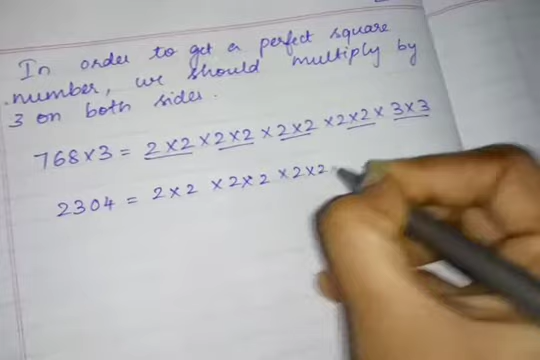 In order to get a perfect square
number, we should multiply by
3 on both sides.
768×3 = 2×2 × 2×2 × 2×2 × 2×2 × 3×3
2304 = 2×2 × 2×2 × 2×2